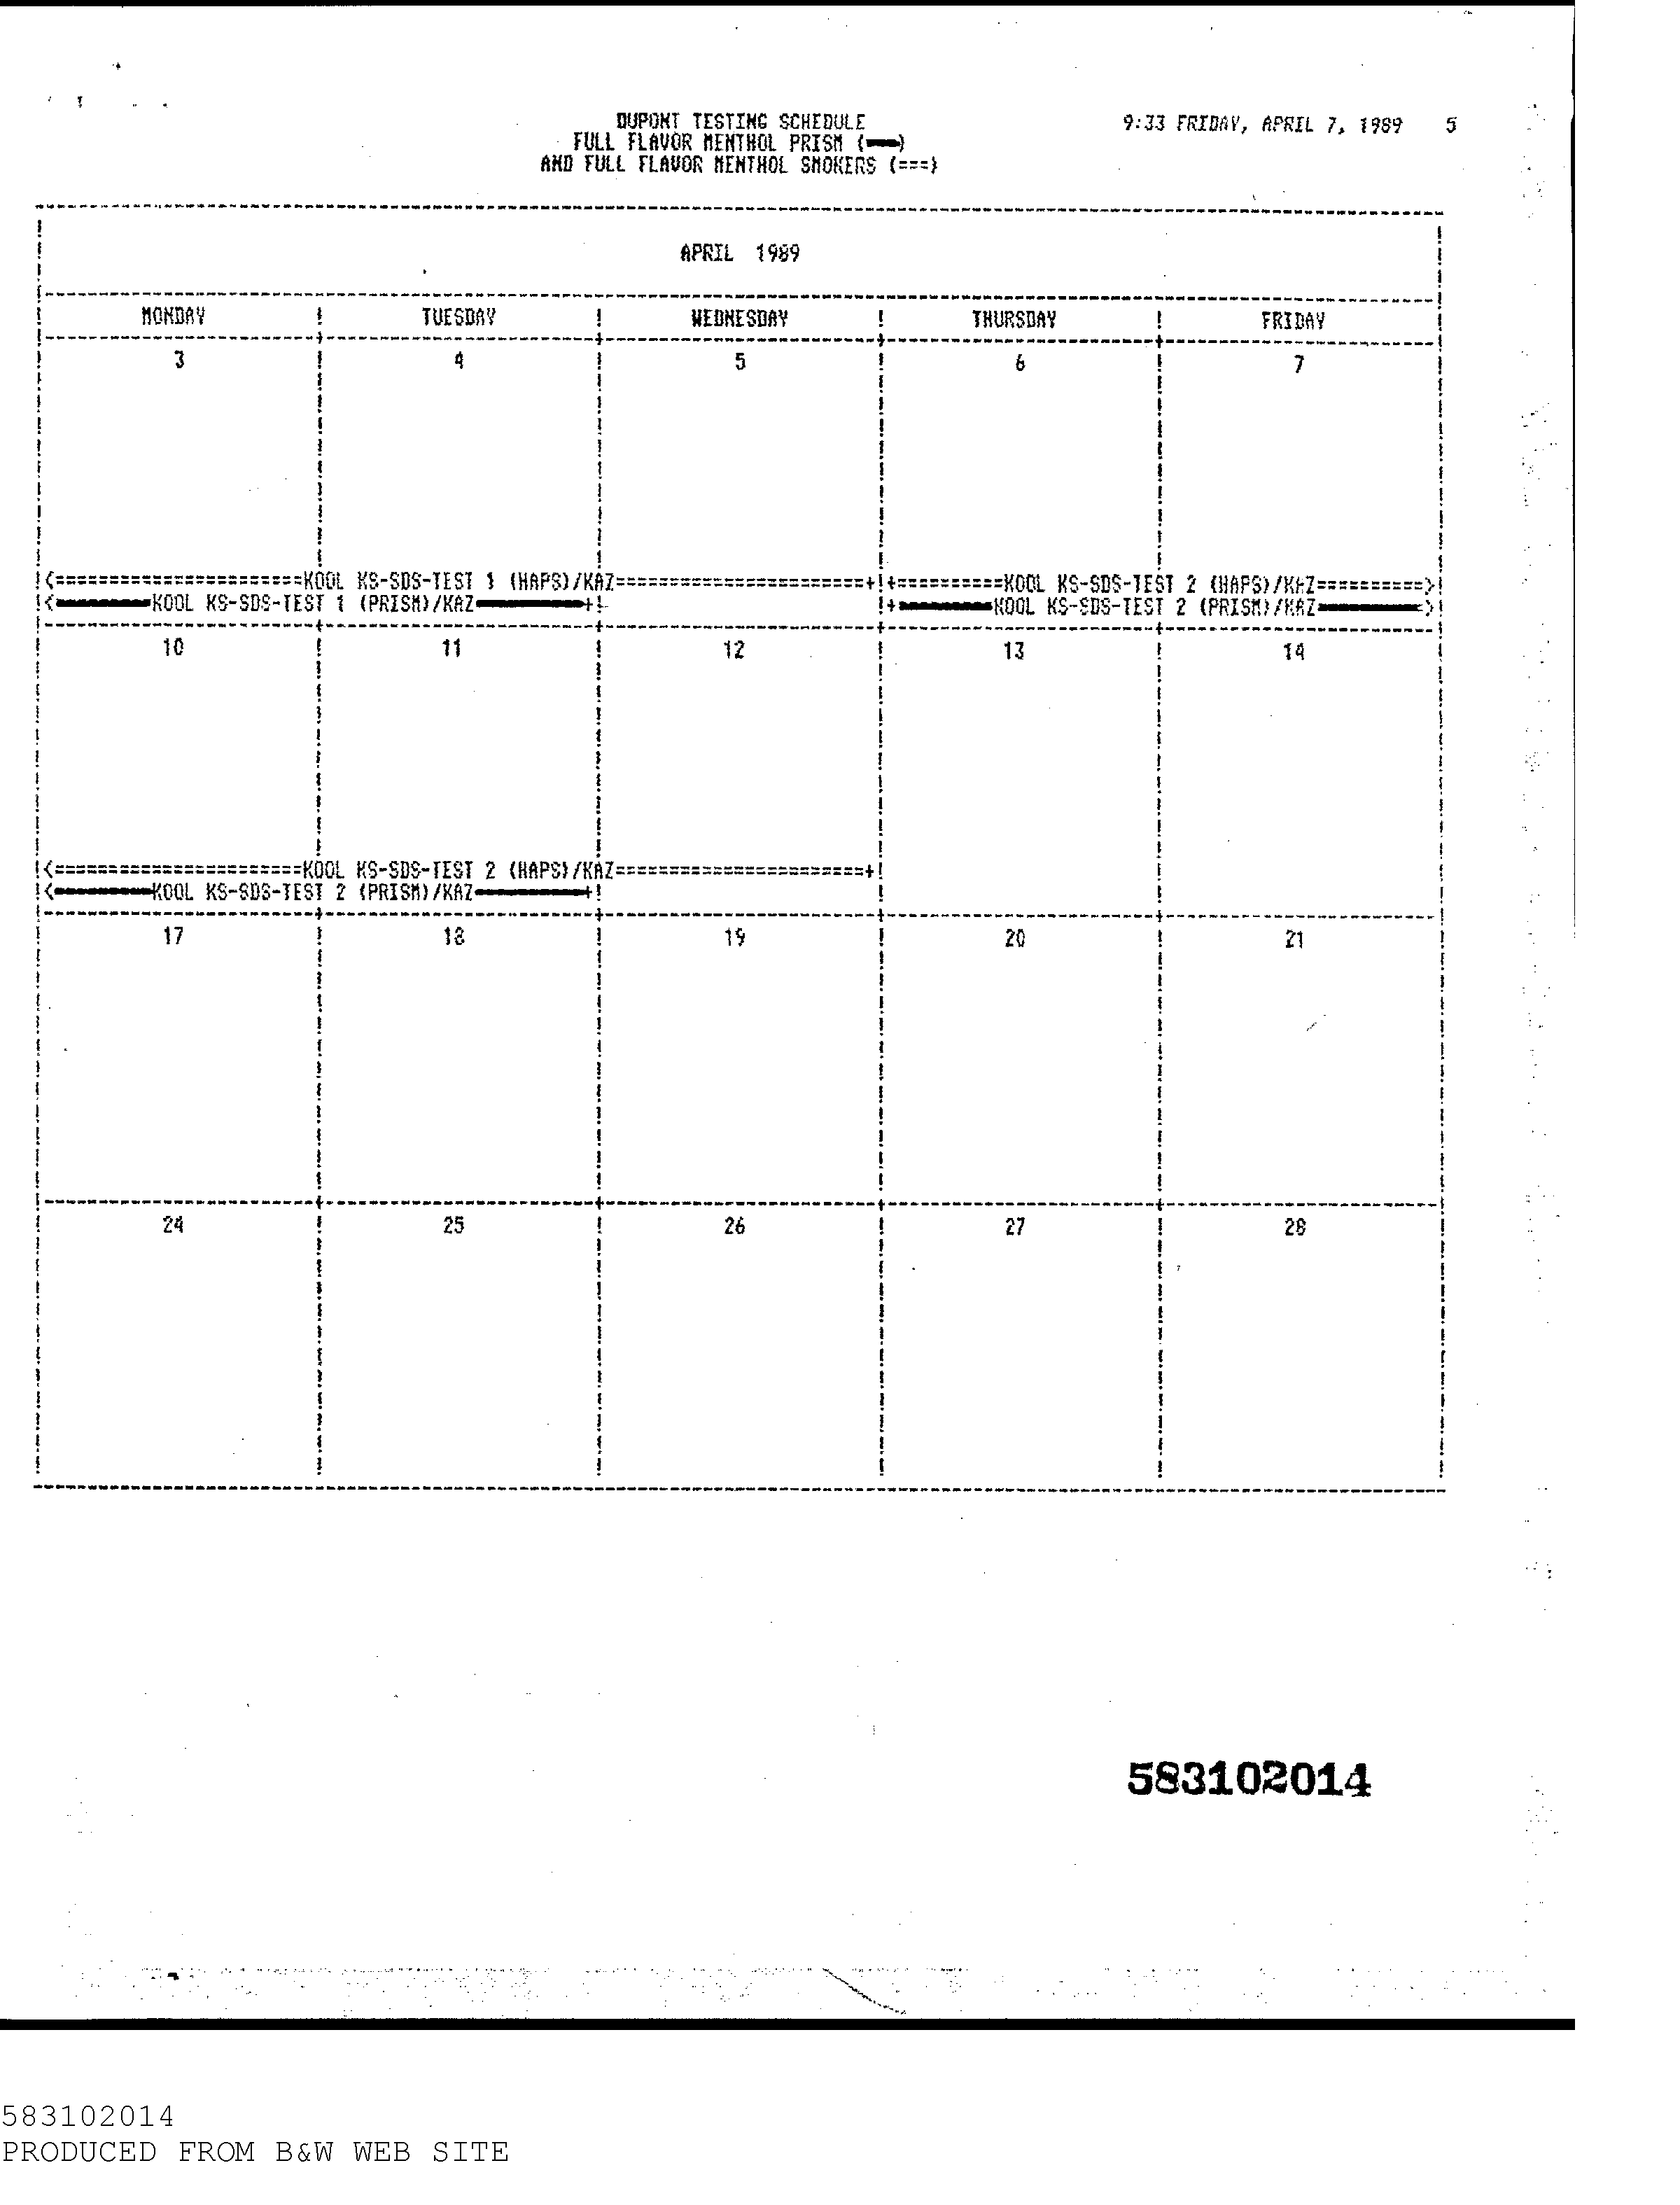 DUPONT TESTING SCHEDULE
9:33 FRIDAY, APRIL 7, 1989 5
FULL FLAVOR MENTHOL PRISM (---)
AND FULL FLAVOR MENTHOL SMOKERS (===)
APRIL 1989
MONDAY ! TUESDAY ! WEDNESDAY ! THURSDAY ! FRIDAY
3 4 5 6 7
!<=======================KOOL KS-SDS-TEST 1 (HAPS)/KAZ=======================+!+==========KOOL KS-SDS-TEST 2 (HAPS)/KAZ==========>!
!<---------KOOL KS-SDS-TEST 1 (PRISM)/KAZ----------+! !+---------KOOL KS-SDS-TEST 2 (PRISM)/KAZ---------->!
10 11 12 13 14
!<=======================KOOL KS-SDS-TEST 2 (HAPS)/KAZ=======================+!
!<---------KOOL KS-SDS-TEST 2 (PRISM)/KAZ----------+!
17 18 19 20 21
24 25 26 27 28
583102014
583102014
PRODUCED FROM B&W WEB SITE